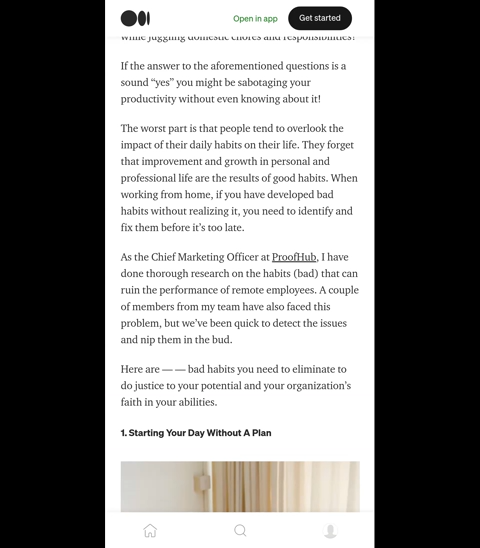 Open in app
Get started
while juggling domestic chores and responsibilities?
If the answer to the aforementioned questions is a
sound “yes” you might be sabotaging your
productivity without even knowing about it!
The worst part is that people tend to overlook the
impact of their daily habits on their life. They forget
that improvement and growth in personal and
professional life are the results of good habits. When
working from home, if you have developed bad
habits without realizing it, you need to identify and
fix them before it’s too late.
As the Chief Marketing Officer at ProofHub, I have
done thorough research on the habits (bad) that can
ruin the performance of remote employees. A couple
of members from my team have also faced this
problem, but we’ve been quick to detect the issues
and nip them in the bud.
Here are — — bad habits you need to eliminate to
do justice to your potential and your organization’s
faith in your abilities.
1. Starting Your Day Without A Plan